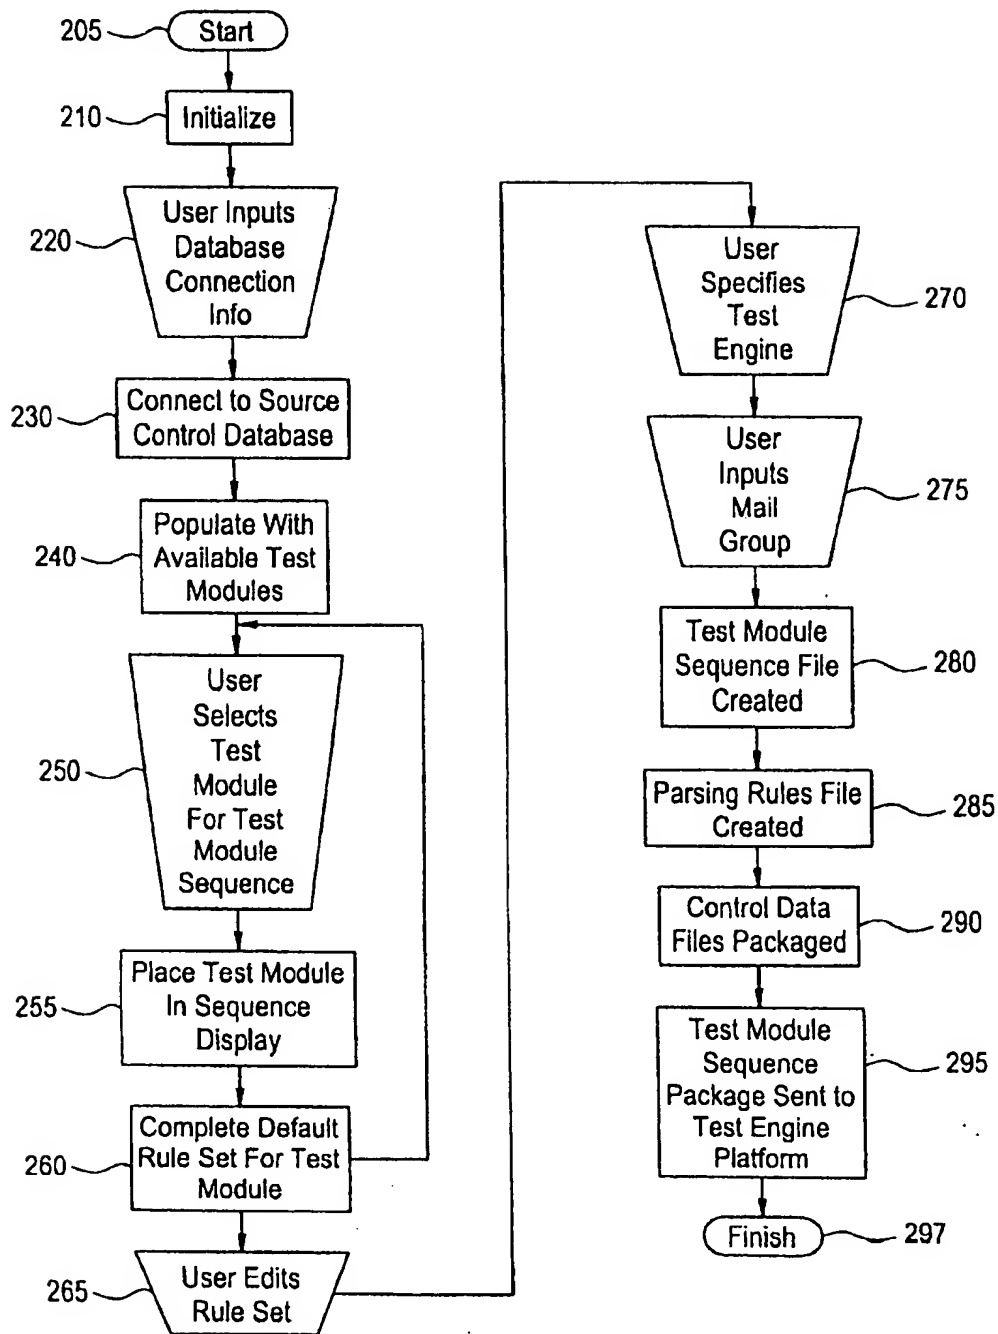 205
Start
210
Initialize
220
User Inputs
Database
Connection
Info
230
Connect to Source
Control Database
240
Populate With
Available Test
Modules
250
User
Selects
Test
Module
For Test
Module
Sequence
255
Place Test Module
In Sequence
Display
260
Complete Default
Rule Set For Test
Module
265
User Edits
Rule Set
User
Specifies
Test
Engine
270
User
Inputs
Mail
Group
275
Test Module
Sequence File
Created
280
Parsing Rules File
Created
285
Control Data
Files Packaged
290
Test Module
Sequence
Package Sent to
Test Engine
Platform
295
Finish
297